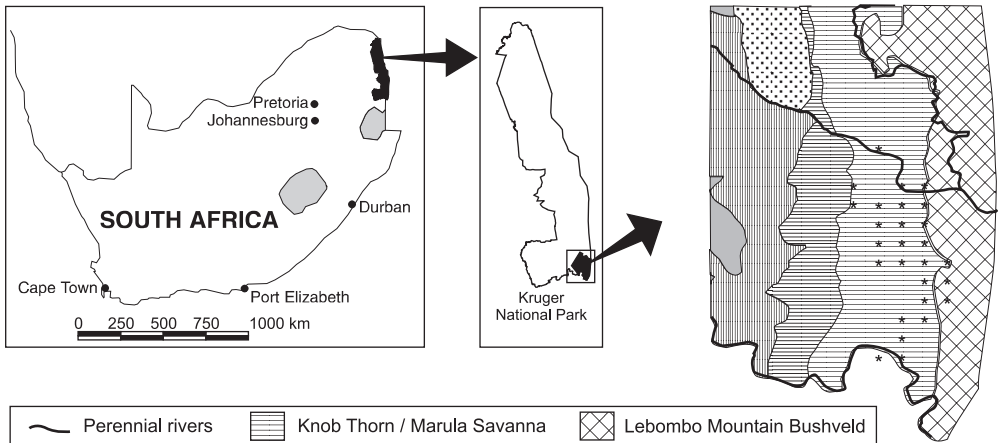 Pretoria
Johannesburg
SOUTH AFRICA
Durban
Cape Town
Port Elizabeth
0 250 500 750 1000 km
Kruger
National Park
Perennial rivers
Knob Thorn / Marula Savanna
Lebombo Mountain Bushveld